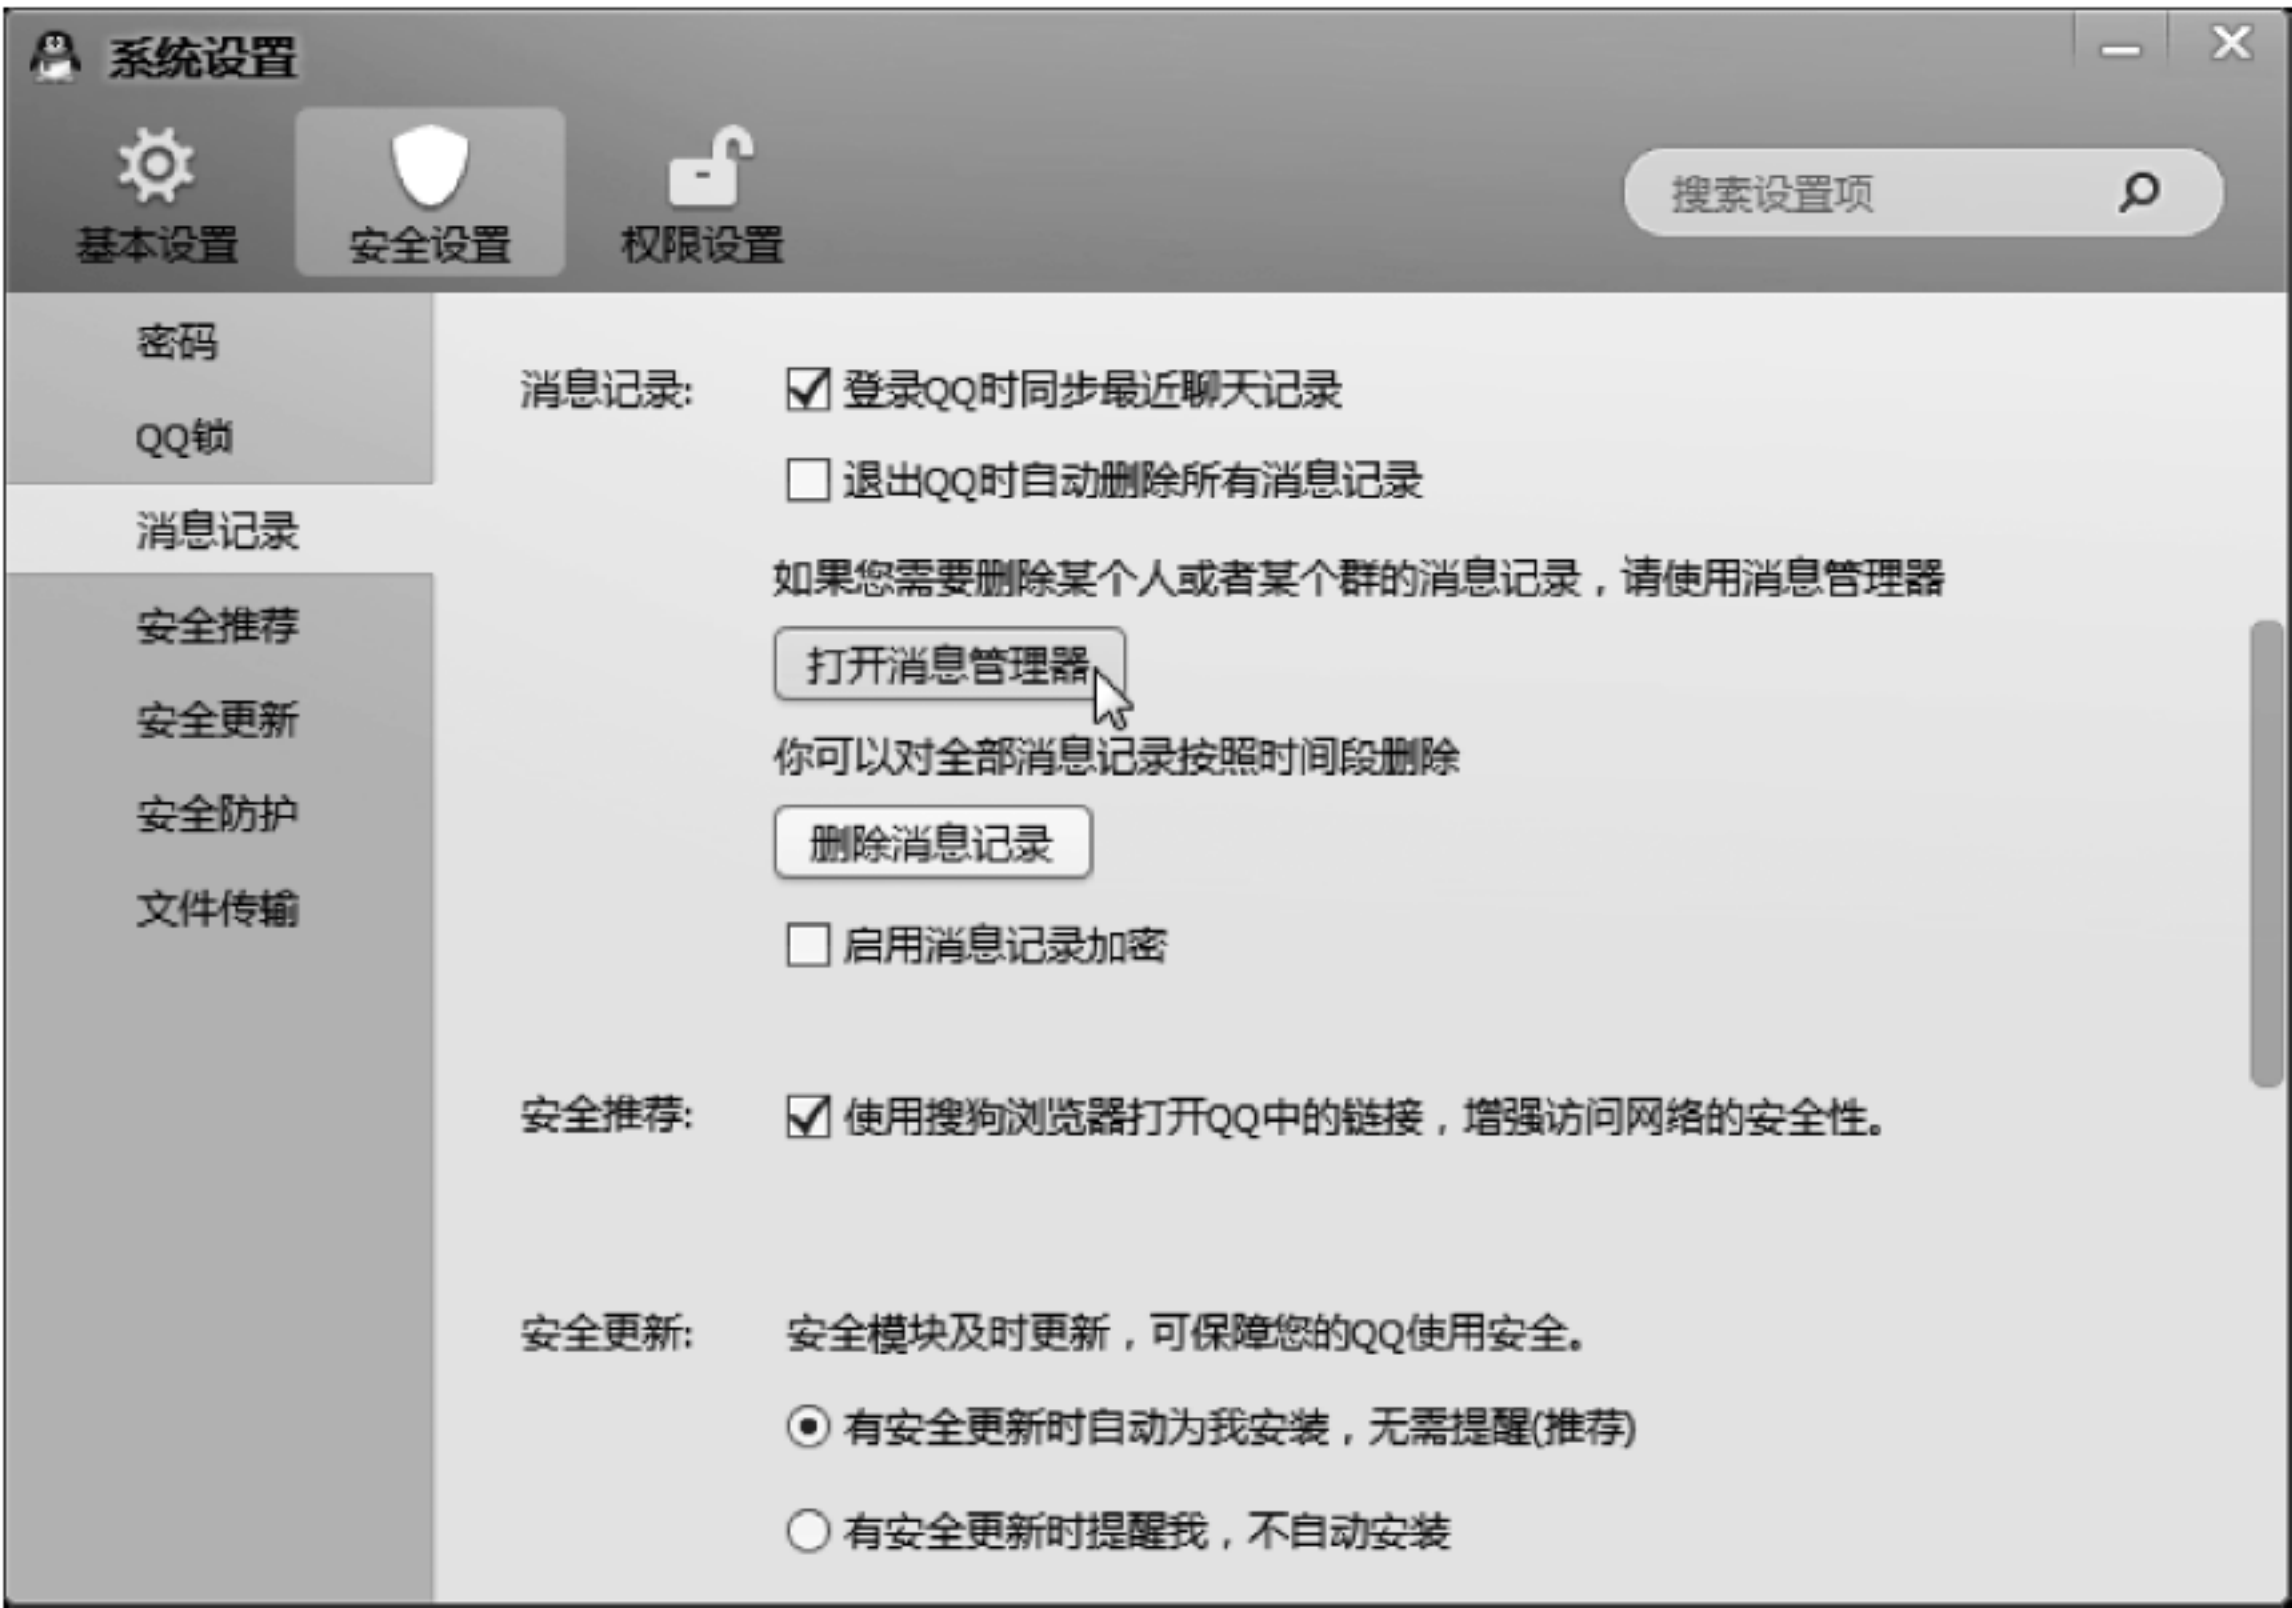 系统设置
基本设置
安全设置
权限设置
搜索设置项
密码
QQ锁
消息记录
安全推荐
安全更新
安全防护
文件传输
消息记录:
登录QQ时同步最近聊天记录
退出QQ时自动删除所有消息记录
如果您需要删除某个人或者某个群的消息记录，请使用消息管理器
打开消息管理器
你可以对全部消息记录按照时间段删除
删除消息记录
启用消息记录加密
安全推荐:
使用搜狗浏览器打开QQ中的链接，增强访问网络的安全性。
安全更新:
安全模块及时更新，可保障您的QQ使用安全。
有安全更新时自动为我安装，无需提醒(推荐)
有安全更新时提醒我，不自动安装